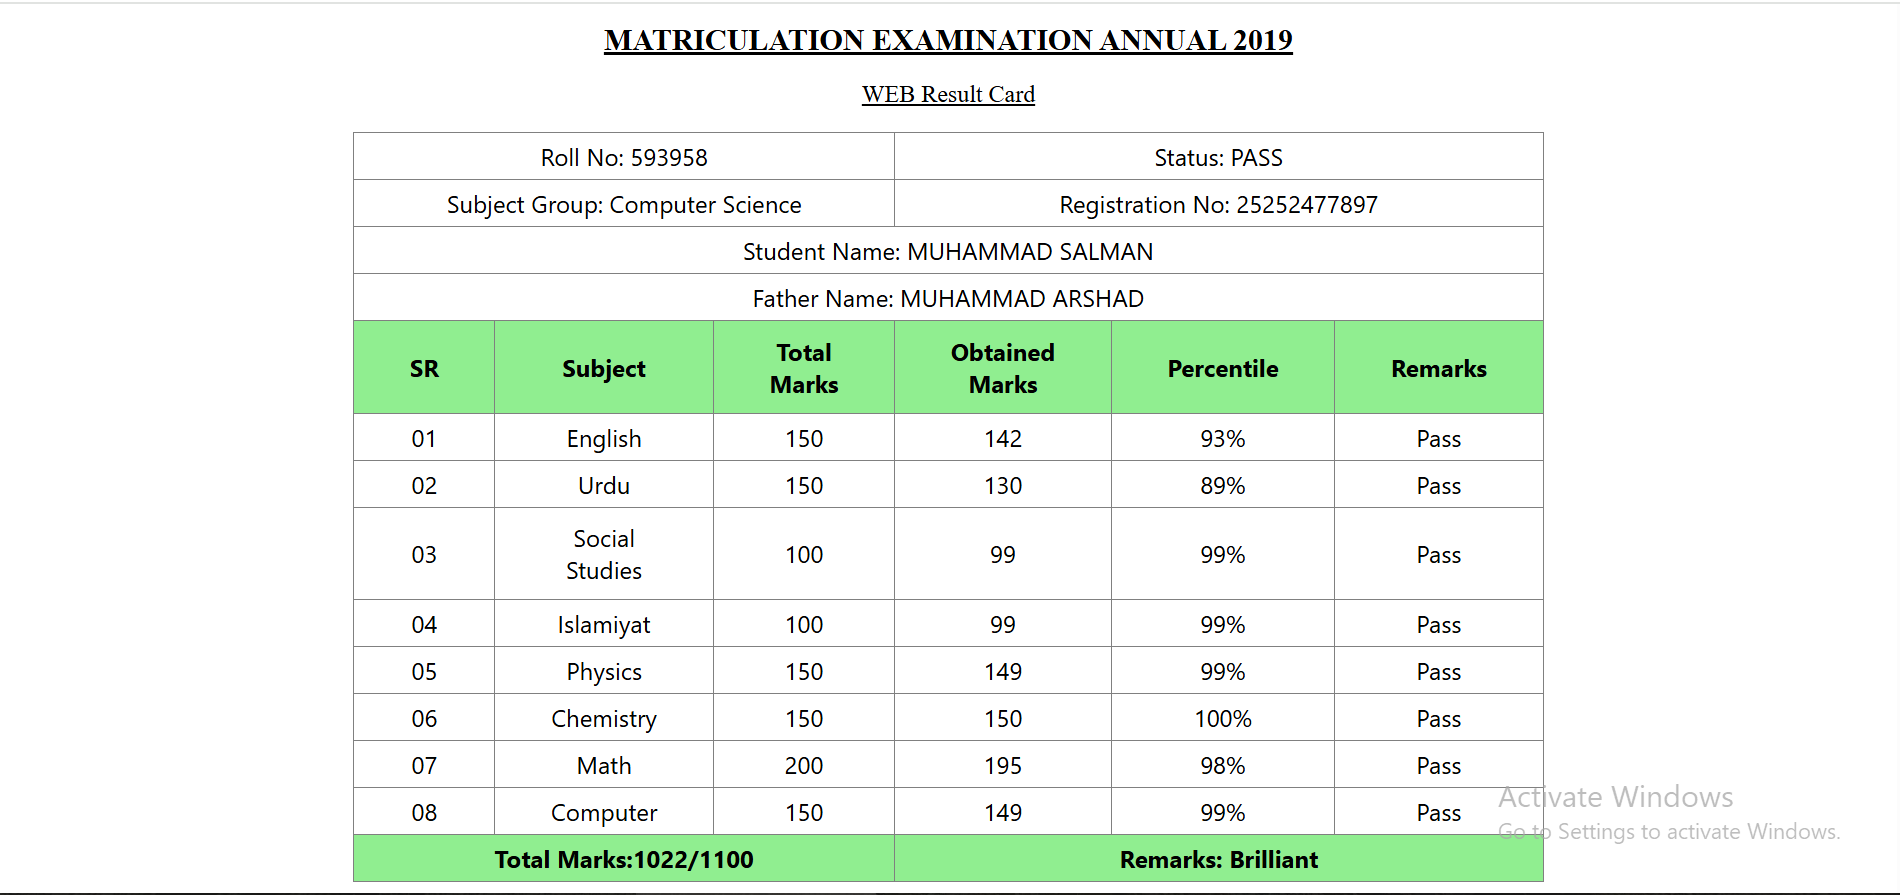 MATRICULATION EXAMINATION ANNUAL 2019
WEB Result Card
Roll No: 593958 Status: PASS
Subject Group: Computer Science Registration No: 25252477897
Student Name: MUHAMMAD SALMAN
Father Name: MUHAMMAD ARSHAD
SR Subject Total Marks Obtained Marks Percentile Remarks
01 English 150 142 93% Pass
02 Urdu 150 130 89% Pass
03 Social Studies 100 99 99% Pass
04 Islamiyat 100 99 99% Pass
05 Physics 150 149 99% Pass
06 Chemistry 150 150 100% Pass
07 Math 200 195 98% Pass
08 Computer 150 149 99% Pass
Total Marks:1022/1100 Remarks: Brilliant
Activate Windows
Go to Settings to activate Windows.